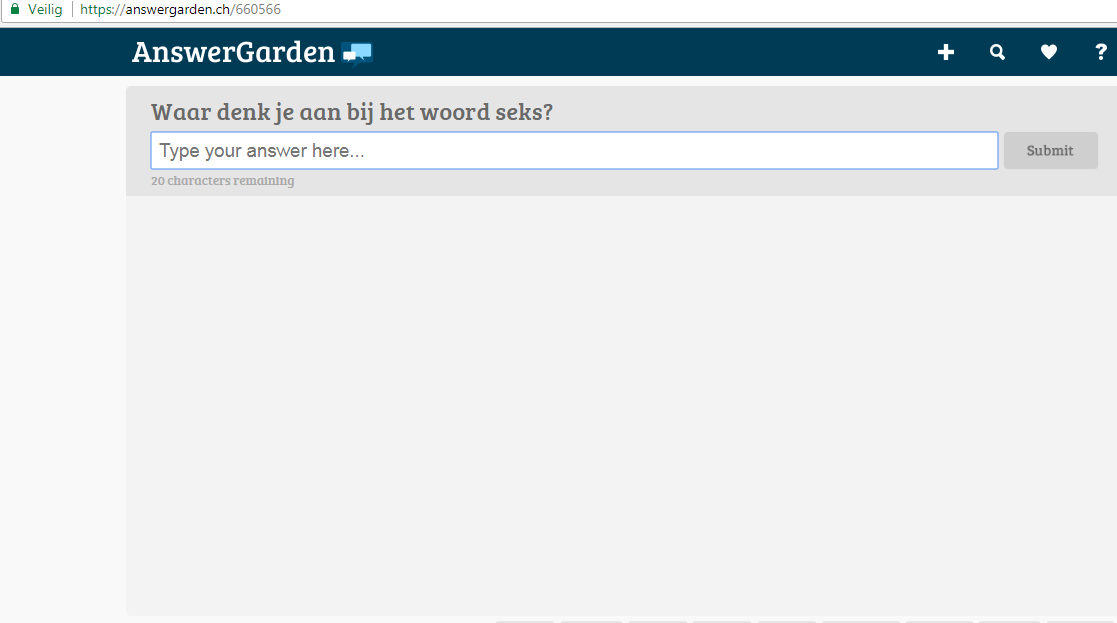 Veilig https://answergarden.ch/660566
AnswerGarden
Waar denk je aan bij het woord seks?
Type your answer here...
Submit
20 characters remaining